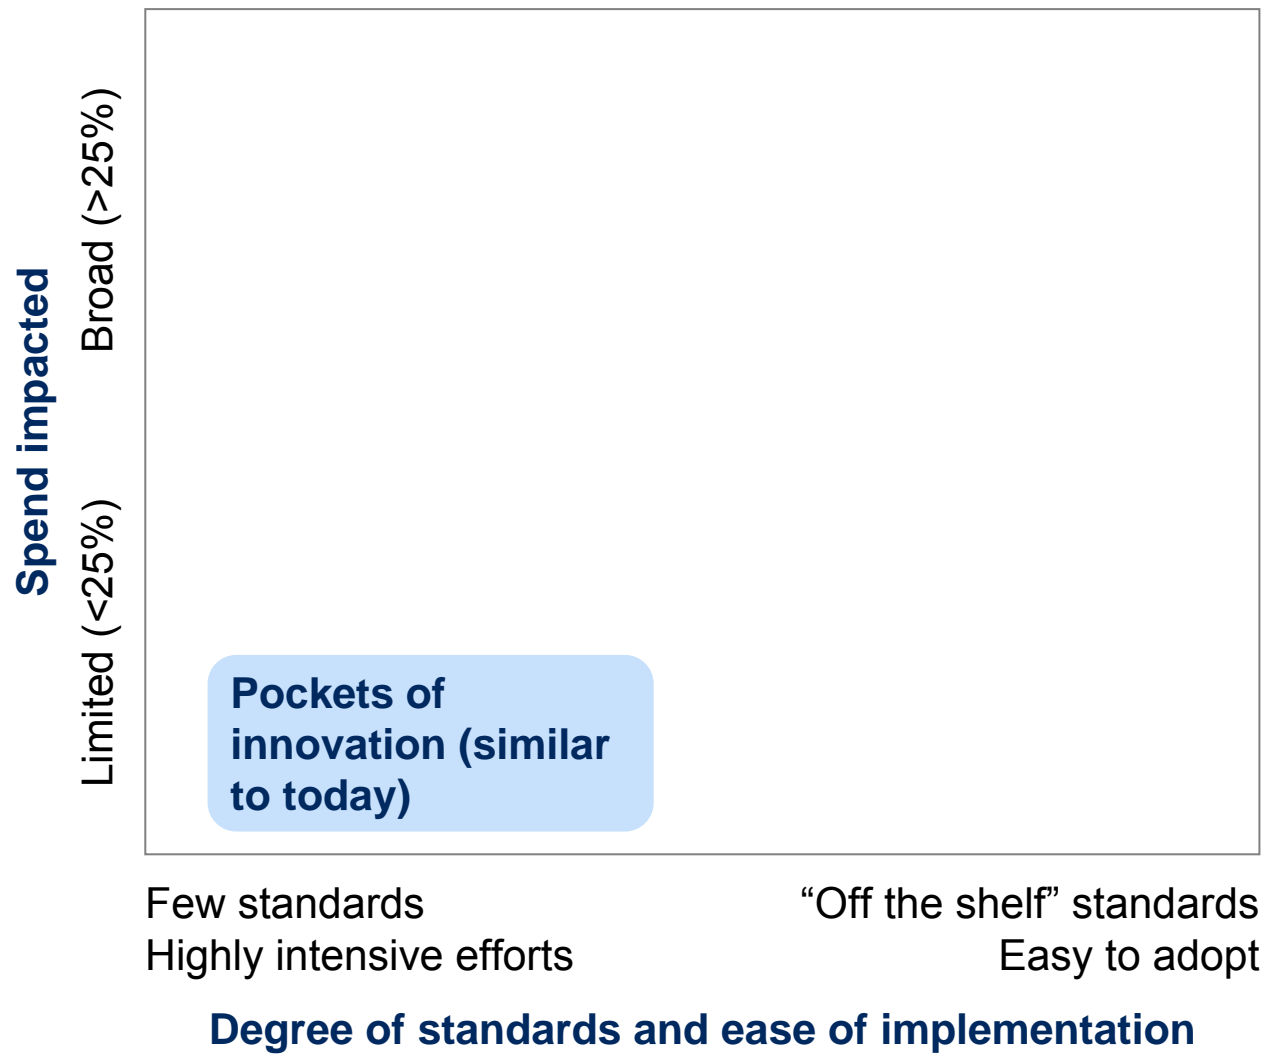 Spend impacted
Broad (>25%)
Limited (<25%)
Pockets of
innovation (similar
to today)
Few standards
Highly intensive efforts
“Off the shelf” standards
Easy to adopt
Degree of standards and ease of implementation